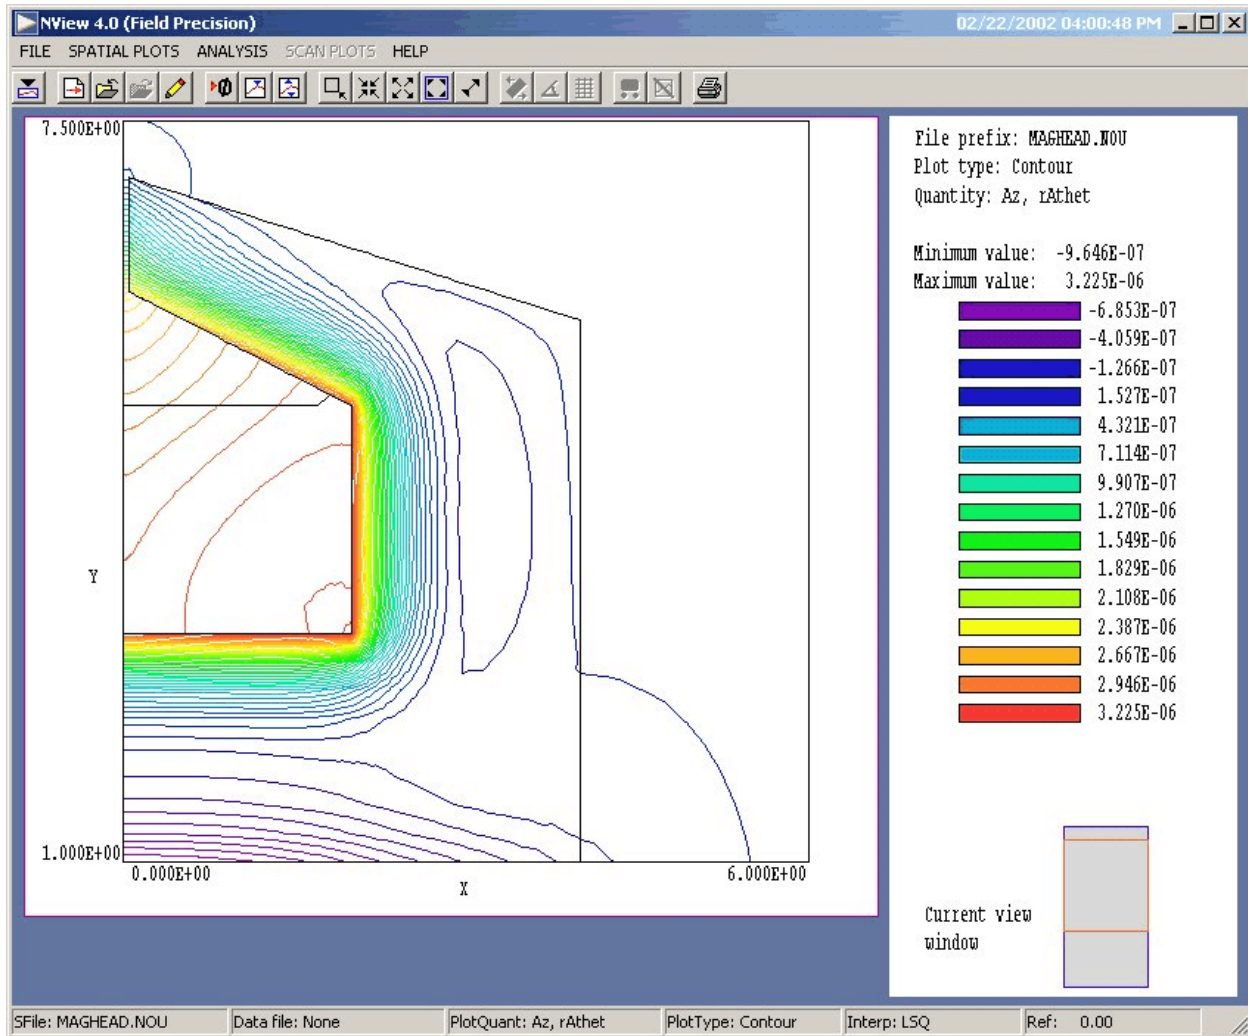 NView 4.0 (Field Precision)
02/22/2002 04:00:48 PM
FILE SPATIAL PLOTS ANALYSIS SCAN PLOTS HELP
7.500E+00
Y
1.000E+00
0.000E+00
X
6.000E+00
File prefix: MAGHEAD.NOU
Plot type: Contour
Quantity: Az, rAthet
Minimum value: -9.646E-07
Maximum value: 3.225E-06
-6.853E-07
-4.059E-07
-1.266E-07
1.527E-07
4.321E-07
7.114E-07
9.907E-07
1.270E-06
1.549E-06
1.829E-06
2.108E-06
2.387E-06
2.667E-06
2.946E-06
3.225E-06
Current view
window
SFile: MAGHEAD.NOU Data file: None PlotQuant: Az, rAthet PlotType: Contour Interp: LSQ Ref: 0.00